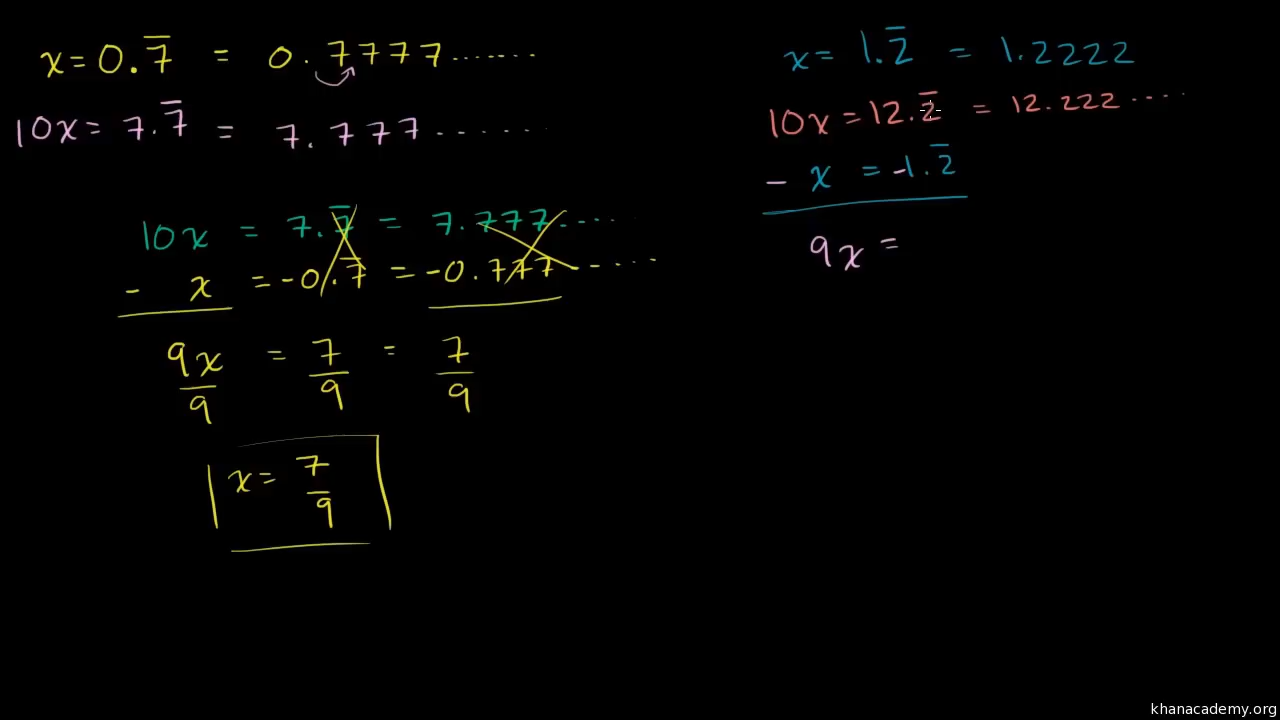 x = 0.7̅ = 0.7777.......
10x = 7.7̅ = 7.777.......
10x = 7.7̅ = 7.777.....
- x = -0.7̅ = -0.777.....
9x/9 = 7/9 = 7/9
x = 7/9
x = 1.2̅ = 1.2222
10x = 12.2̅ = 12.222....
- x = -1.2̅
9x =
khanacademy.org